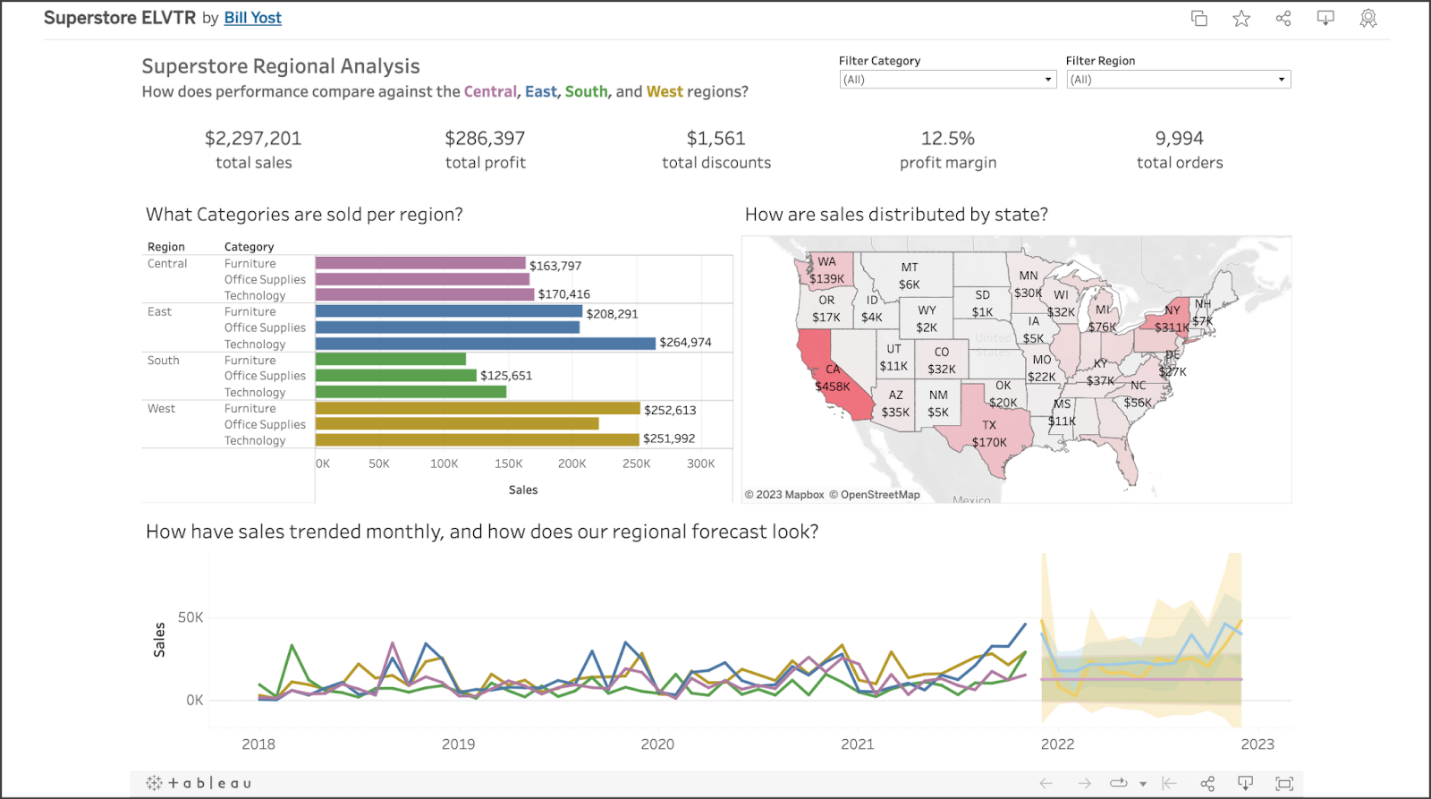 Superstore ELVTR by Bill Yost
Superstore Regional Analysis
How does performance compare against the Central, East, South, and West regions?
Filter Category
(All)
Filter Region
(All)
$2,297,201
total sales
$286,397
total profit
$1,561
total discounts
12.5%
profit margin
9,994
total orders
What Categories are sold per region?
Region Category
Central Furniture $163,797
Office Supplies
Technology $170,416
East Furniture $208,291
Office Supplies
Technology $264,974
South Furniture
Office Supplies $125,651
Technology
West Furniture $252,613
Office Supplies
Technology $251,992
0K 50K 100K 150K 200K 250K 300K
Sales
How are sales distributed by state?
WA
$139K
MT
$6K
OR
$17K
ID
$4K
WY
$2K
SD
$1K
MN
$30K
WI
$32K
MI
$76K
NY
$311K
NH
$7K
IA
$5K
United States
UT
$11K
CO
$32K
MO
$22K
KY
$37K
DE
$27K
CA
$458K
AZ
$35K
NM
$5K
OK
$20K
MS
$11K
NC
$56K
TX
$170K
Mexico
© 2023 Mapbox © OpenStreetMap
How have sales trended monthly, and how does our regional forecast look?
Sales
50K
0K
2018 2019 2020 2021 2022 2023
+ableau